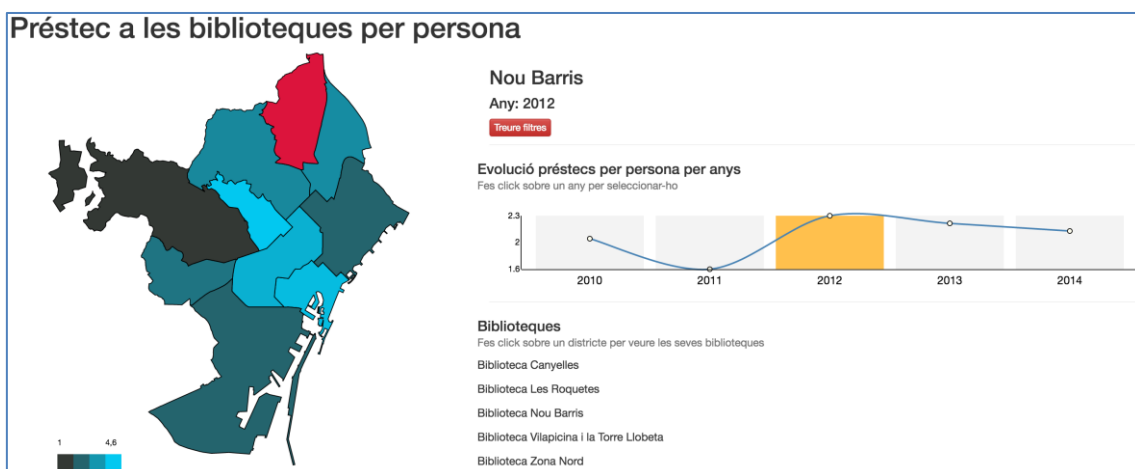 Préstec a les biblioteques per persona
Nou Barris
Any: 2012
Treure filtres
Evolució préstecs per persona per anys
Fes click sobre un any per seleccionar-ho
2.3
2
1.6
2010 2011 2012 2013 2014
Biblioteques
Fes click sobre un districte per veure les seves biblioteques
Biblioteca Canyelles
Biblioteca Les Roquetes
Biblioteca Nou Barris
Biblioteca Vilapicina i la Torre Llobeta
Biblioteca Zona Nord
1 4,6